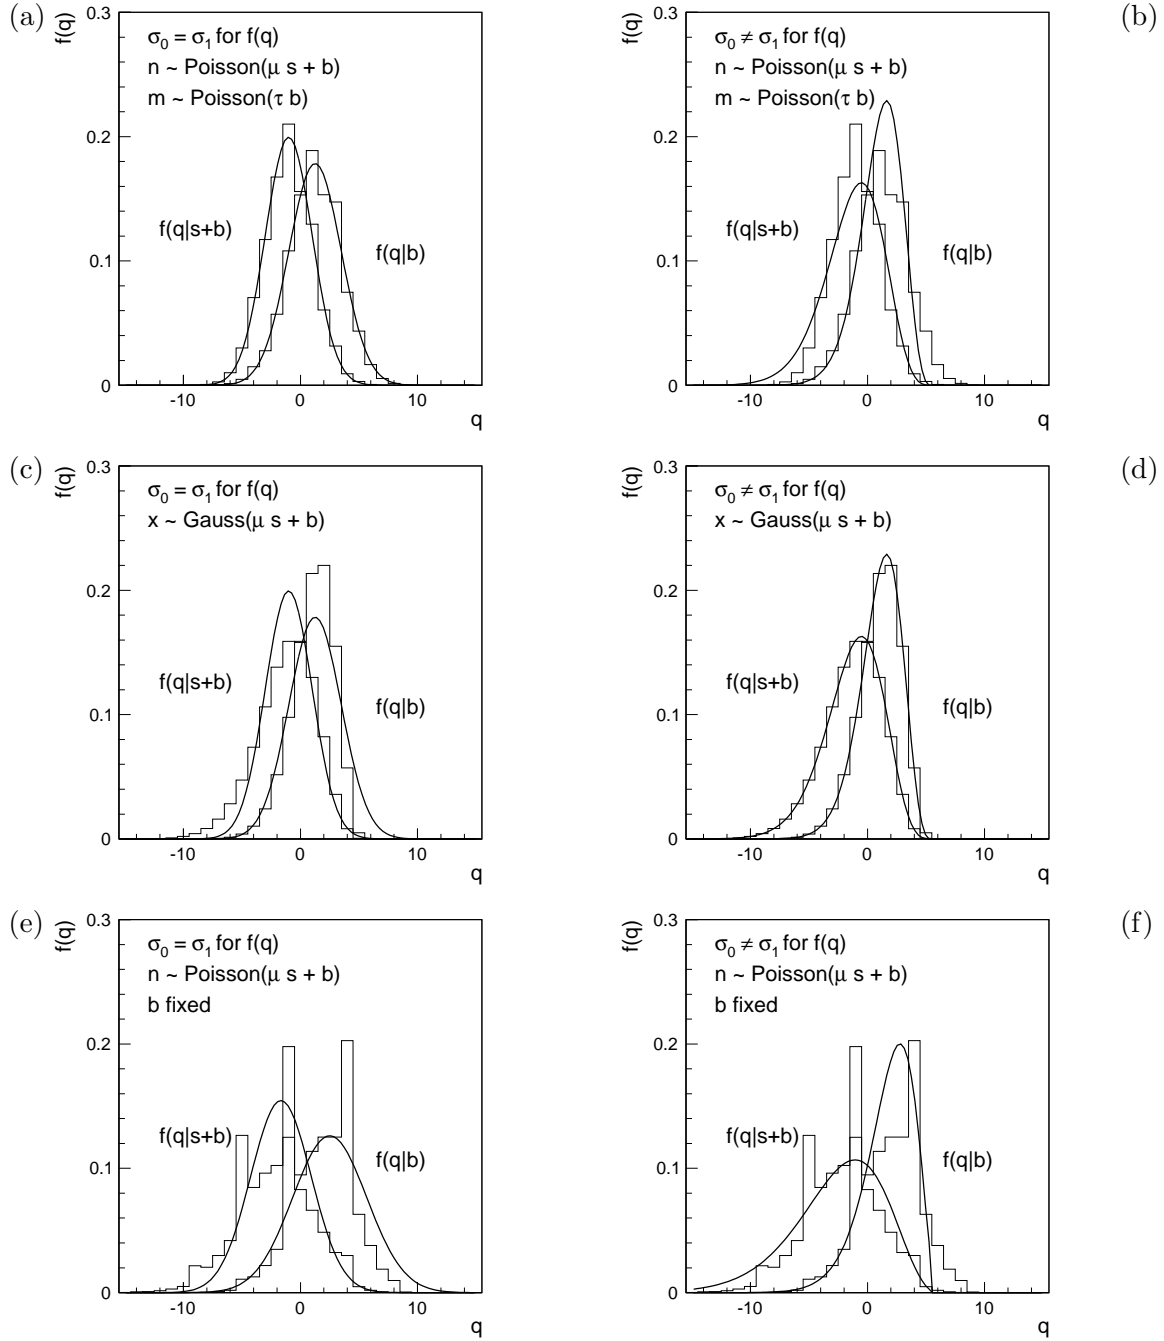 (a)
f(q)
0.3
σ₀ = σ₁ for f(q)
n ~ Poisson(μ s + b)
m ~ Poisson(τ b)
0.2
f(q|s+b)
f(q|b)
0.1
0
-10 0 10
q
(b)
f(q)
0.3
σ₀ ≠ σ₁ for f(q)
n ~ Poisson(μ s + b)
m ~ Poisson(τ b)
0.2
f(q|s+b)
f(q|b)
0.1
0
-10 0 10
q
(c)
f(q)
0.3
σ₀ = σ₁ for f(q)
x ~ Gauss(μ s + b)
0.2
f(q|s+b)
f(q|b)
0.1
0
-10 0 10
q
(d)
f(q)
0.3
σ₀ ≠ σ₁ for f(q)
x ~ Gauss(μ s + b)
0.2
f(q|s+b)
f(q|b)
0.1
0
-10 0 10
q
(e)
f(q)
0.3
σ₀ = σ₁ for f(q)
n ~ Poisson(μ s + b)
b fixed
0.2
f(q|s+b)
f(q|b)
0.1
0
-10 0 10
q
(f)
f(q)
0.3
σ₀ ≠ σ₁ for f(q)
n ~ Poisson(μ s + b)
b fixed
0.2
f(q|s+b)
f(q|b)
0.1
0
-10 0 10
q